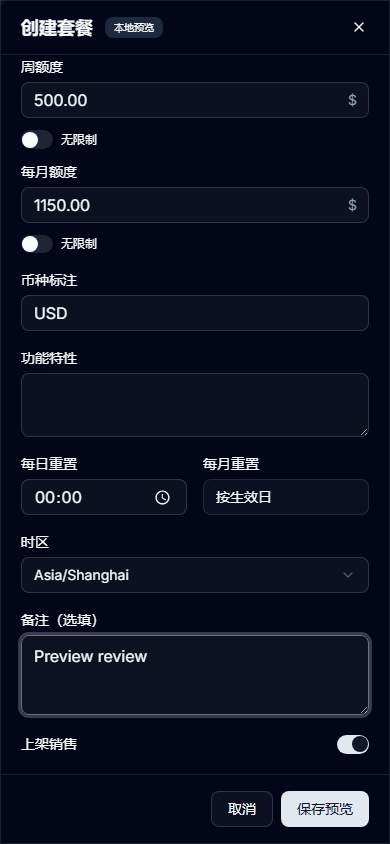 创建套餐 本地预览
周额度
500.00 $
无限制
每月额度
1150.00 $
无限制
币种标注
USD
功能特性
每日重置 每月重置
00:00 按生效日
时区
Asia/Shanghai
备注（选填）
Preview review
上架销售
取消 保存预览